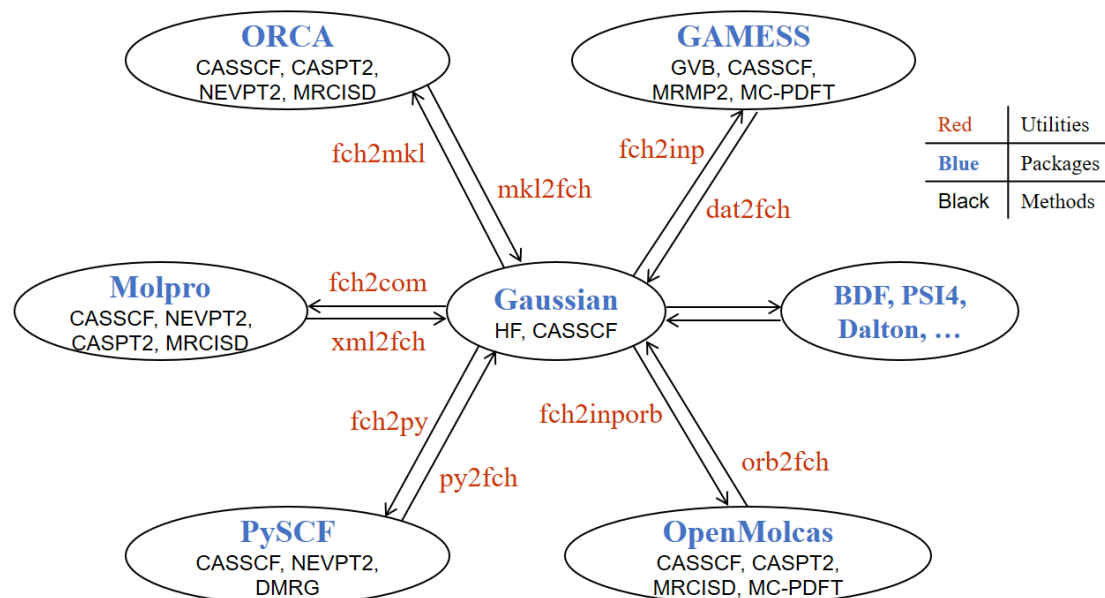 ORCA
CASSCF, CASPT2,
NEVPT2, MRCISD
GAMESS
GVB, CASSCF,
MRMP2, MC-PDFT
Red Utilities
Blue Packages
Black Methods
fch2mkl
mkl2fch
fch2inp
dat2fch
Molpro
CASSCF, NEVPT2,
CASPT2, MRCISD
fch2com
xml2fch
Gaussian
HF, CASSCF
BDF, PSI4,
Dalton, …
fch2py
py2fch
fch2inporb
orb2fch
PySCF
CASSCF, NEVPT2,
DMRG
OpenMolcas
CASSCF, CASPT2,
MRCISD, MC-PDFT